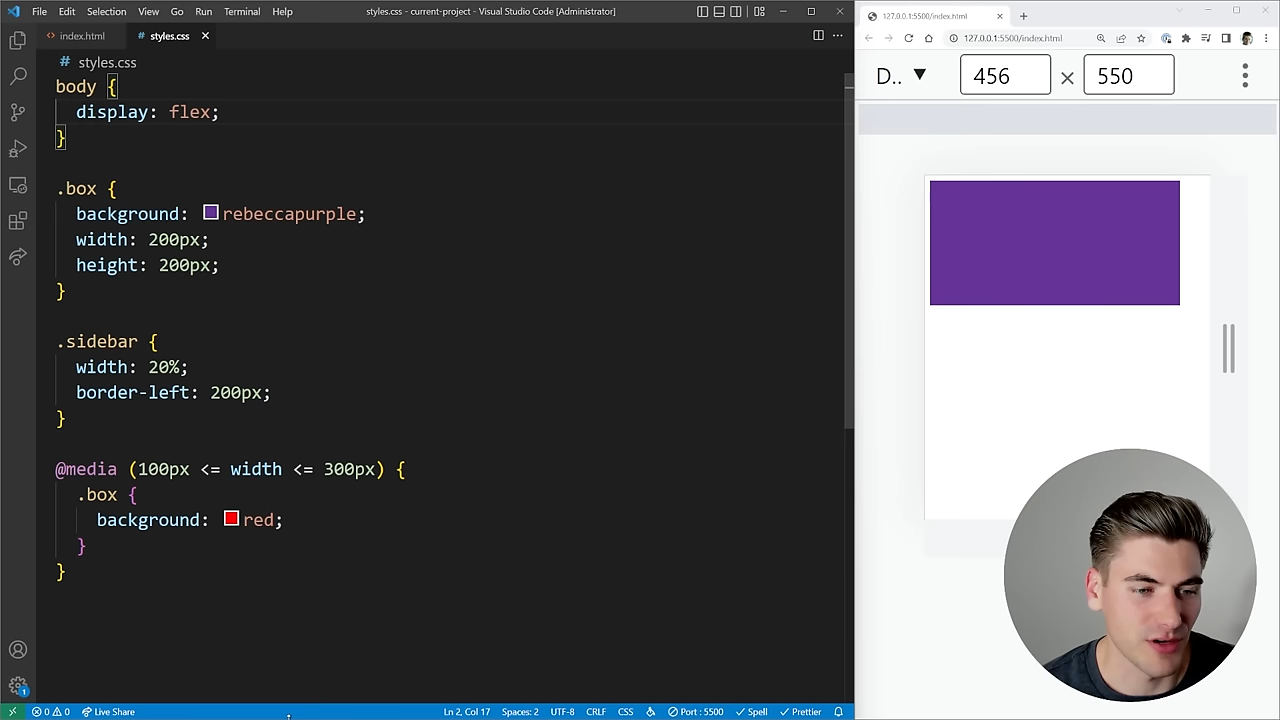 File Edit Selection View Go Run Terminal Help
styles.css - current-project - Visual Studio Code [Administrator]
index.html
# styles.css
# styles.css
body {
display: flex;
}
.box {
background: rebeccapurple;
width: 200px;
height: 200px;
}
.sidebar {
width: 20%;
border-left: 200px;
}
@media (100px <= width <= 300px) {
.box {
background: red;
}
}
1
0 0 Live Share
Ln 2, Col 17 Spaces: 2 UTF-8 CRLF CSS Port : 5500 Spell Prettier
127.0.0.1:5500/index.html
127.0.0.1:5500/index.html
D.. ▼ 456 × 550